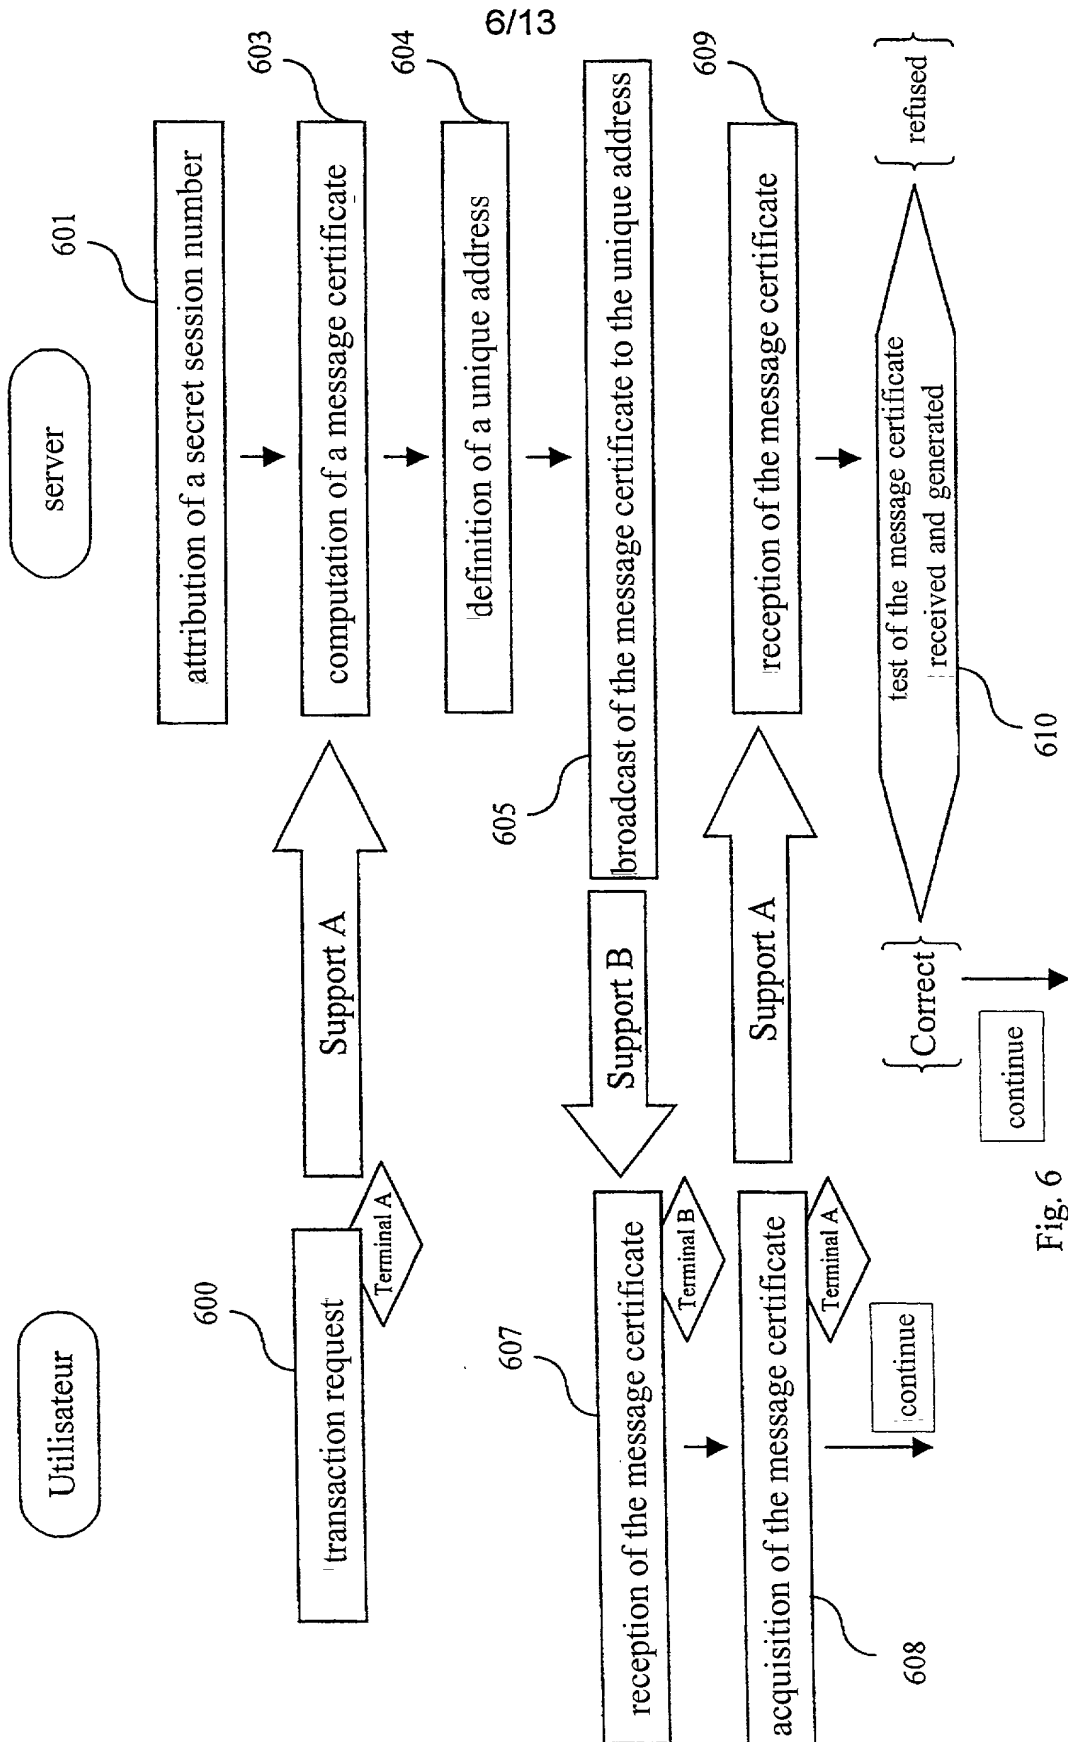 6/13
Utilisateur
server
601
attribution of a secret session number
600
transaction request
Terminal A
Support A
603
computation of a message certificate
604
definition of a unique address
605
broadcast of the message certificate to the unique address
Support B
607
reception of the message certificate
Terminal B
608
acquisition of the message certificate
Terminal A
Support A
609
reception of the message certificate
continue
test of the message certificate
received and generated
610
{Correct}
{refused}
continue
Fig. 6